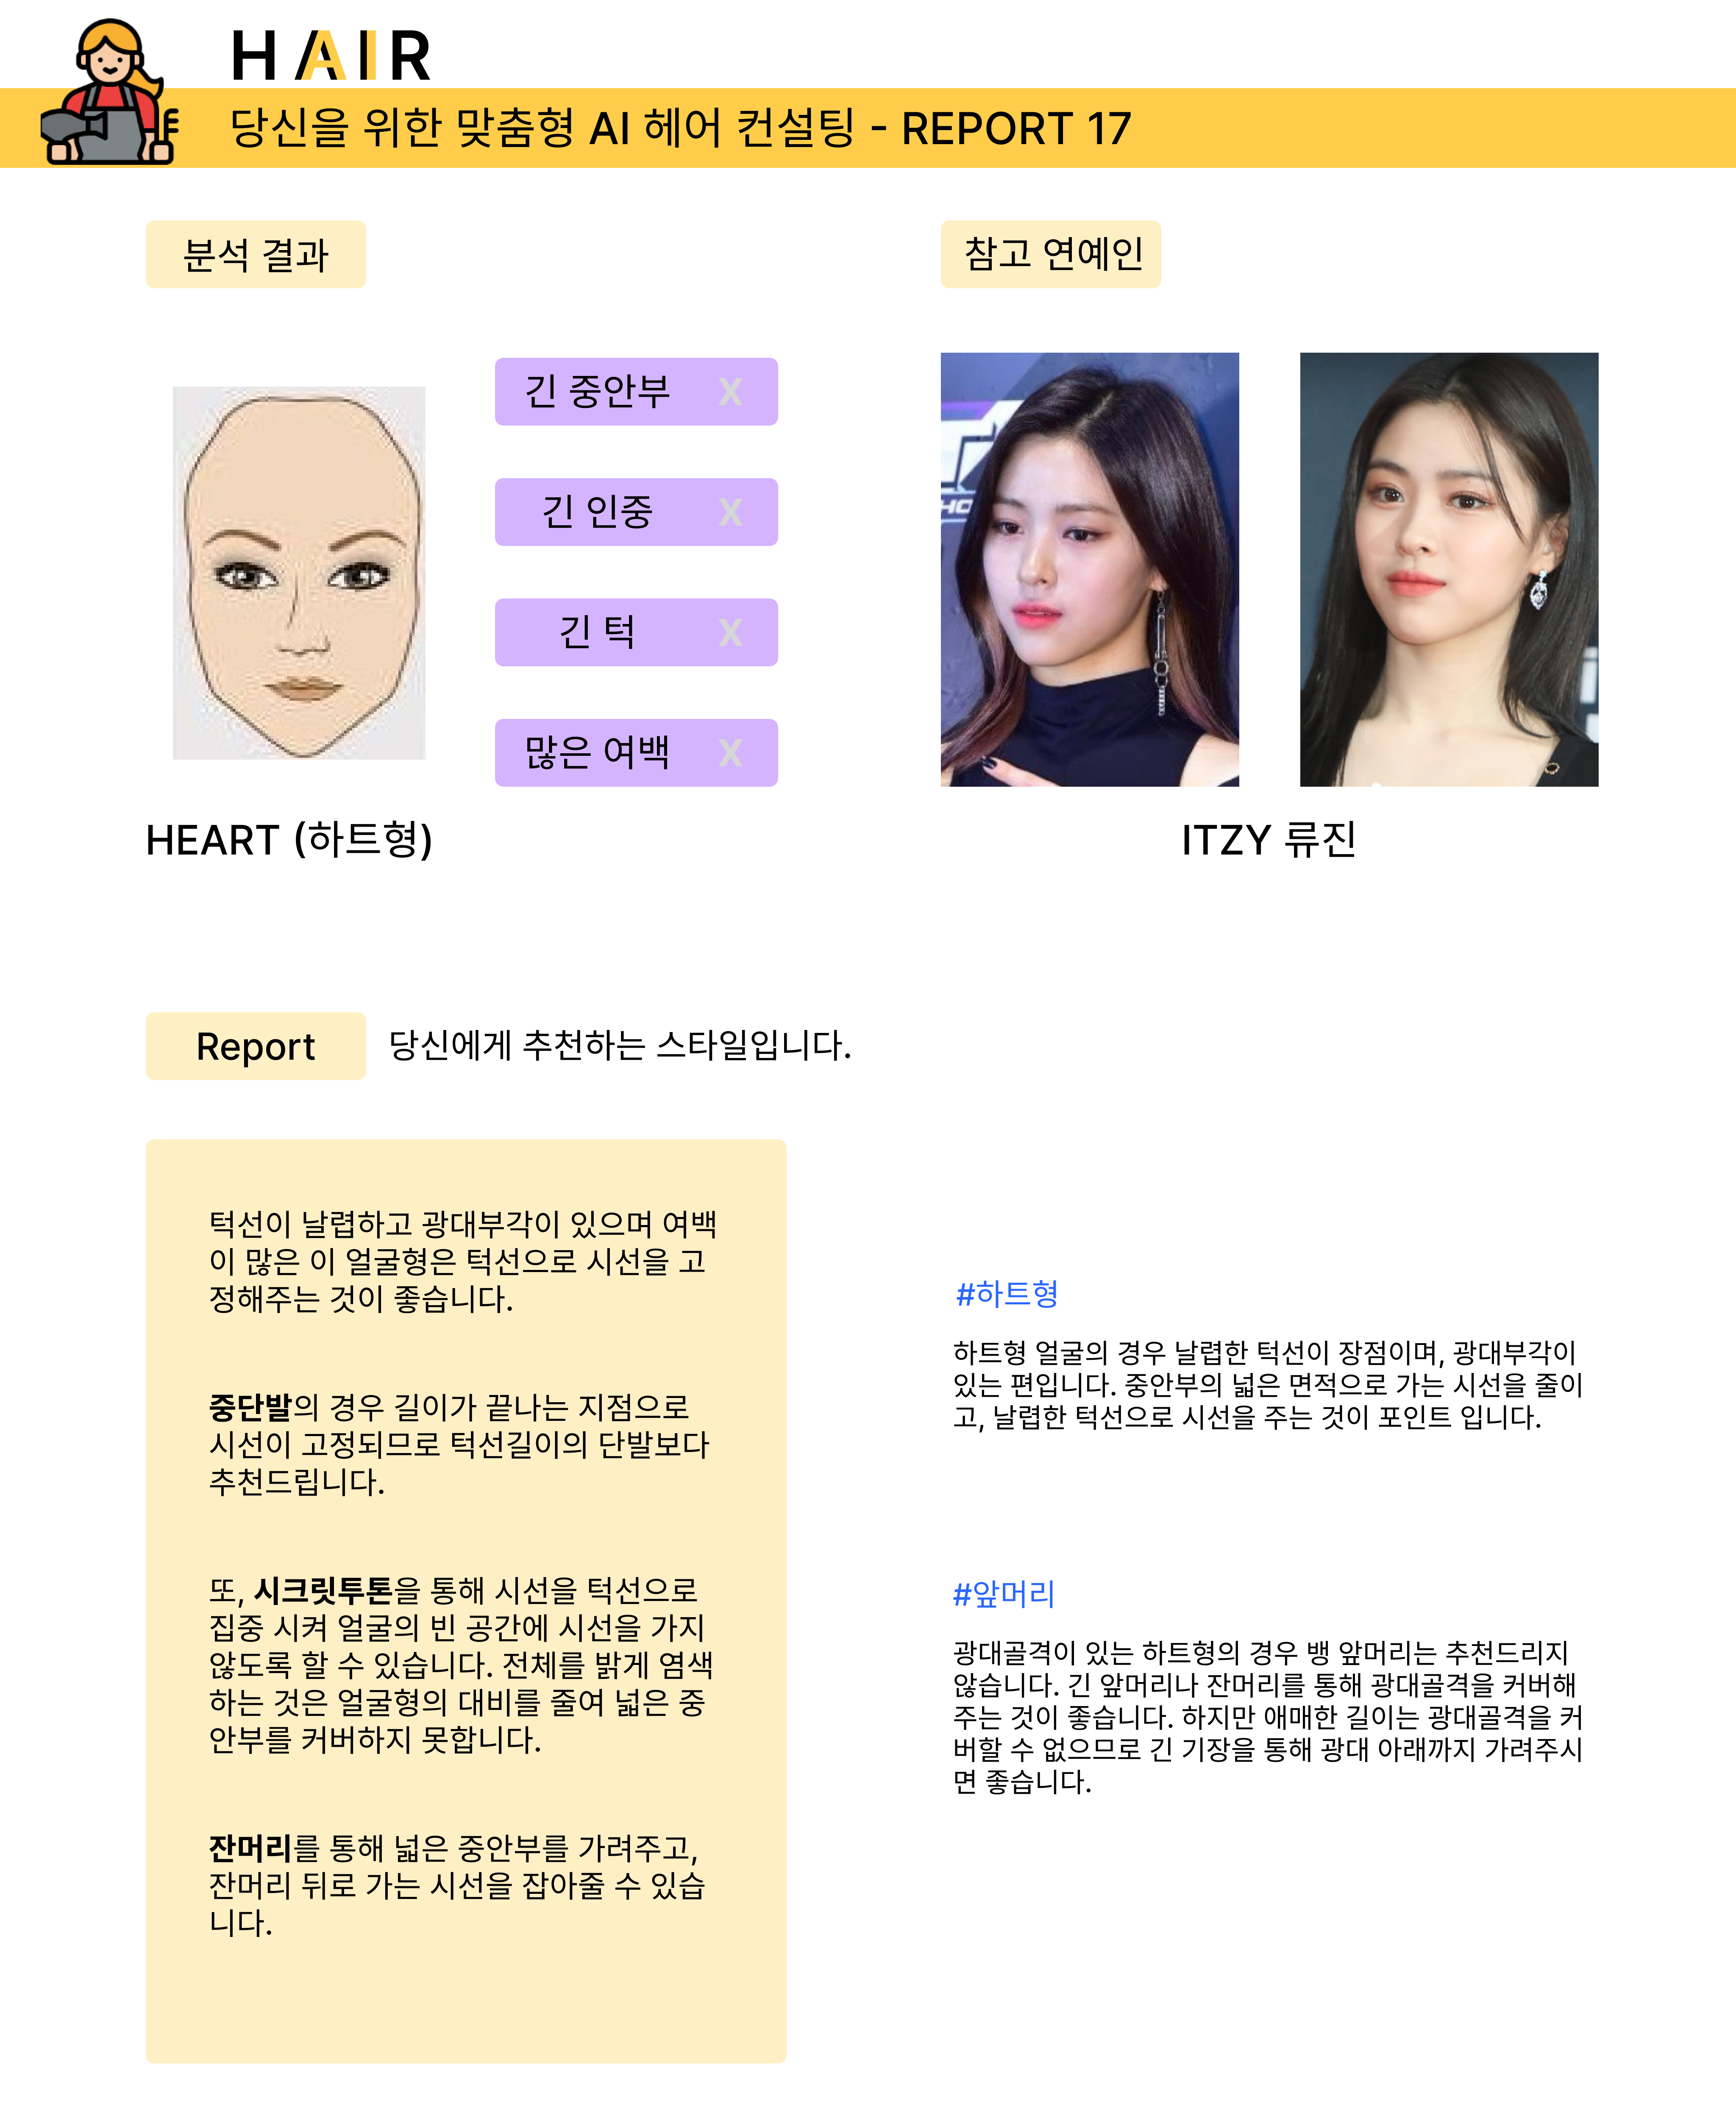 HAIR
당신을 위한 맞춤형 AI 헤어 컨설팅 - REPORT 17
분석 결과
긴 중안부 X
긴 인중 X
긴 턱 X
많은 여백 X
HEART (하트형)
참고 연예인
ITZY 류진
Report
당신에게 추천하는 스타일입니다.
턱선이 날렵하고 광대부각이 있으며 여백
이 많은 이 얼굴형은 턱선으로 시선을 고
정해주는 것이 좋습니다.
중단발의 경우 길이가 끝나는 지점으로
시선이 고정되므로 턱선길이의 단발보다
추천드립니다.
또, 시크릿투톤을 통해 시선을 턱선으로
집중 시켜 얼굴의 빈 공간에 시선을 가지
않도록 할 수 있습니다. 전체를 밝게 염색
하는 것은 얼굴형의 대비를 줄여 넓은 중
안부를 커버하지 못합니다.
잔머리를 통해 넓은 중안부를 가려주고,
잔머리 뒤로 가는 시선을 잡아줄 수 있습
니다.
#하트형
하트형 얼굴의 경우 날렵한 턱선이 장점이며, 광대부각이
있는 편입니다. 중안부의 넓은 면적으로 가는 시선을 줄이
고, 날렵한 턱선으로 시선을 주는 것이 포인트 입니다.
#앞머리
광대골격이 있는 하트형의 경우 뱅 앞머리는 추천드리지
않습니다. 긴 앞머리나 잔머리를 통해 광대골격을 커버해
주는 것이 좋습니다. 하지만 애매한 길이는 광대골격을 커
버할 수 없으므로 긴 기장을 통해 광대 아래까지 가려주시
면 좋습니다.